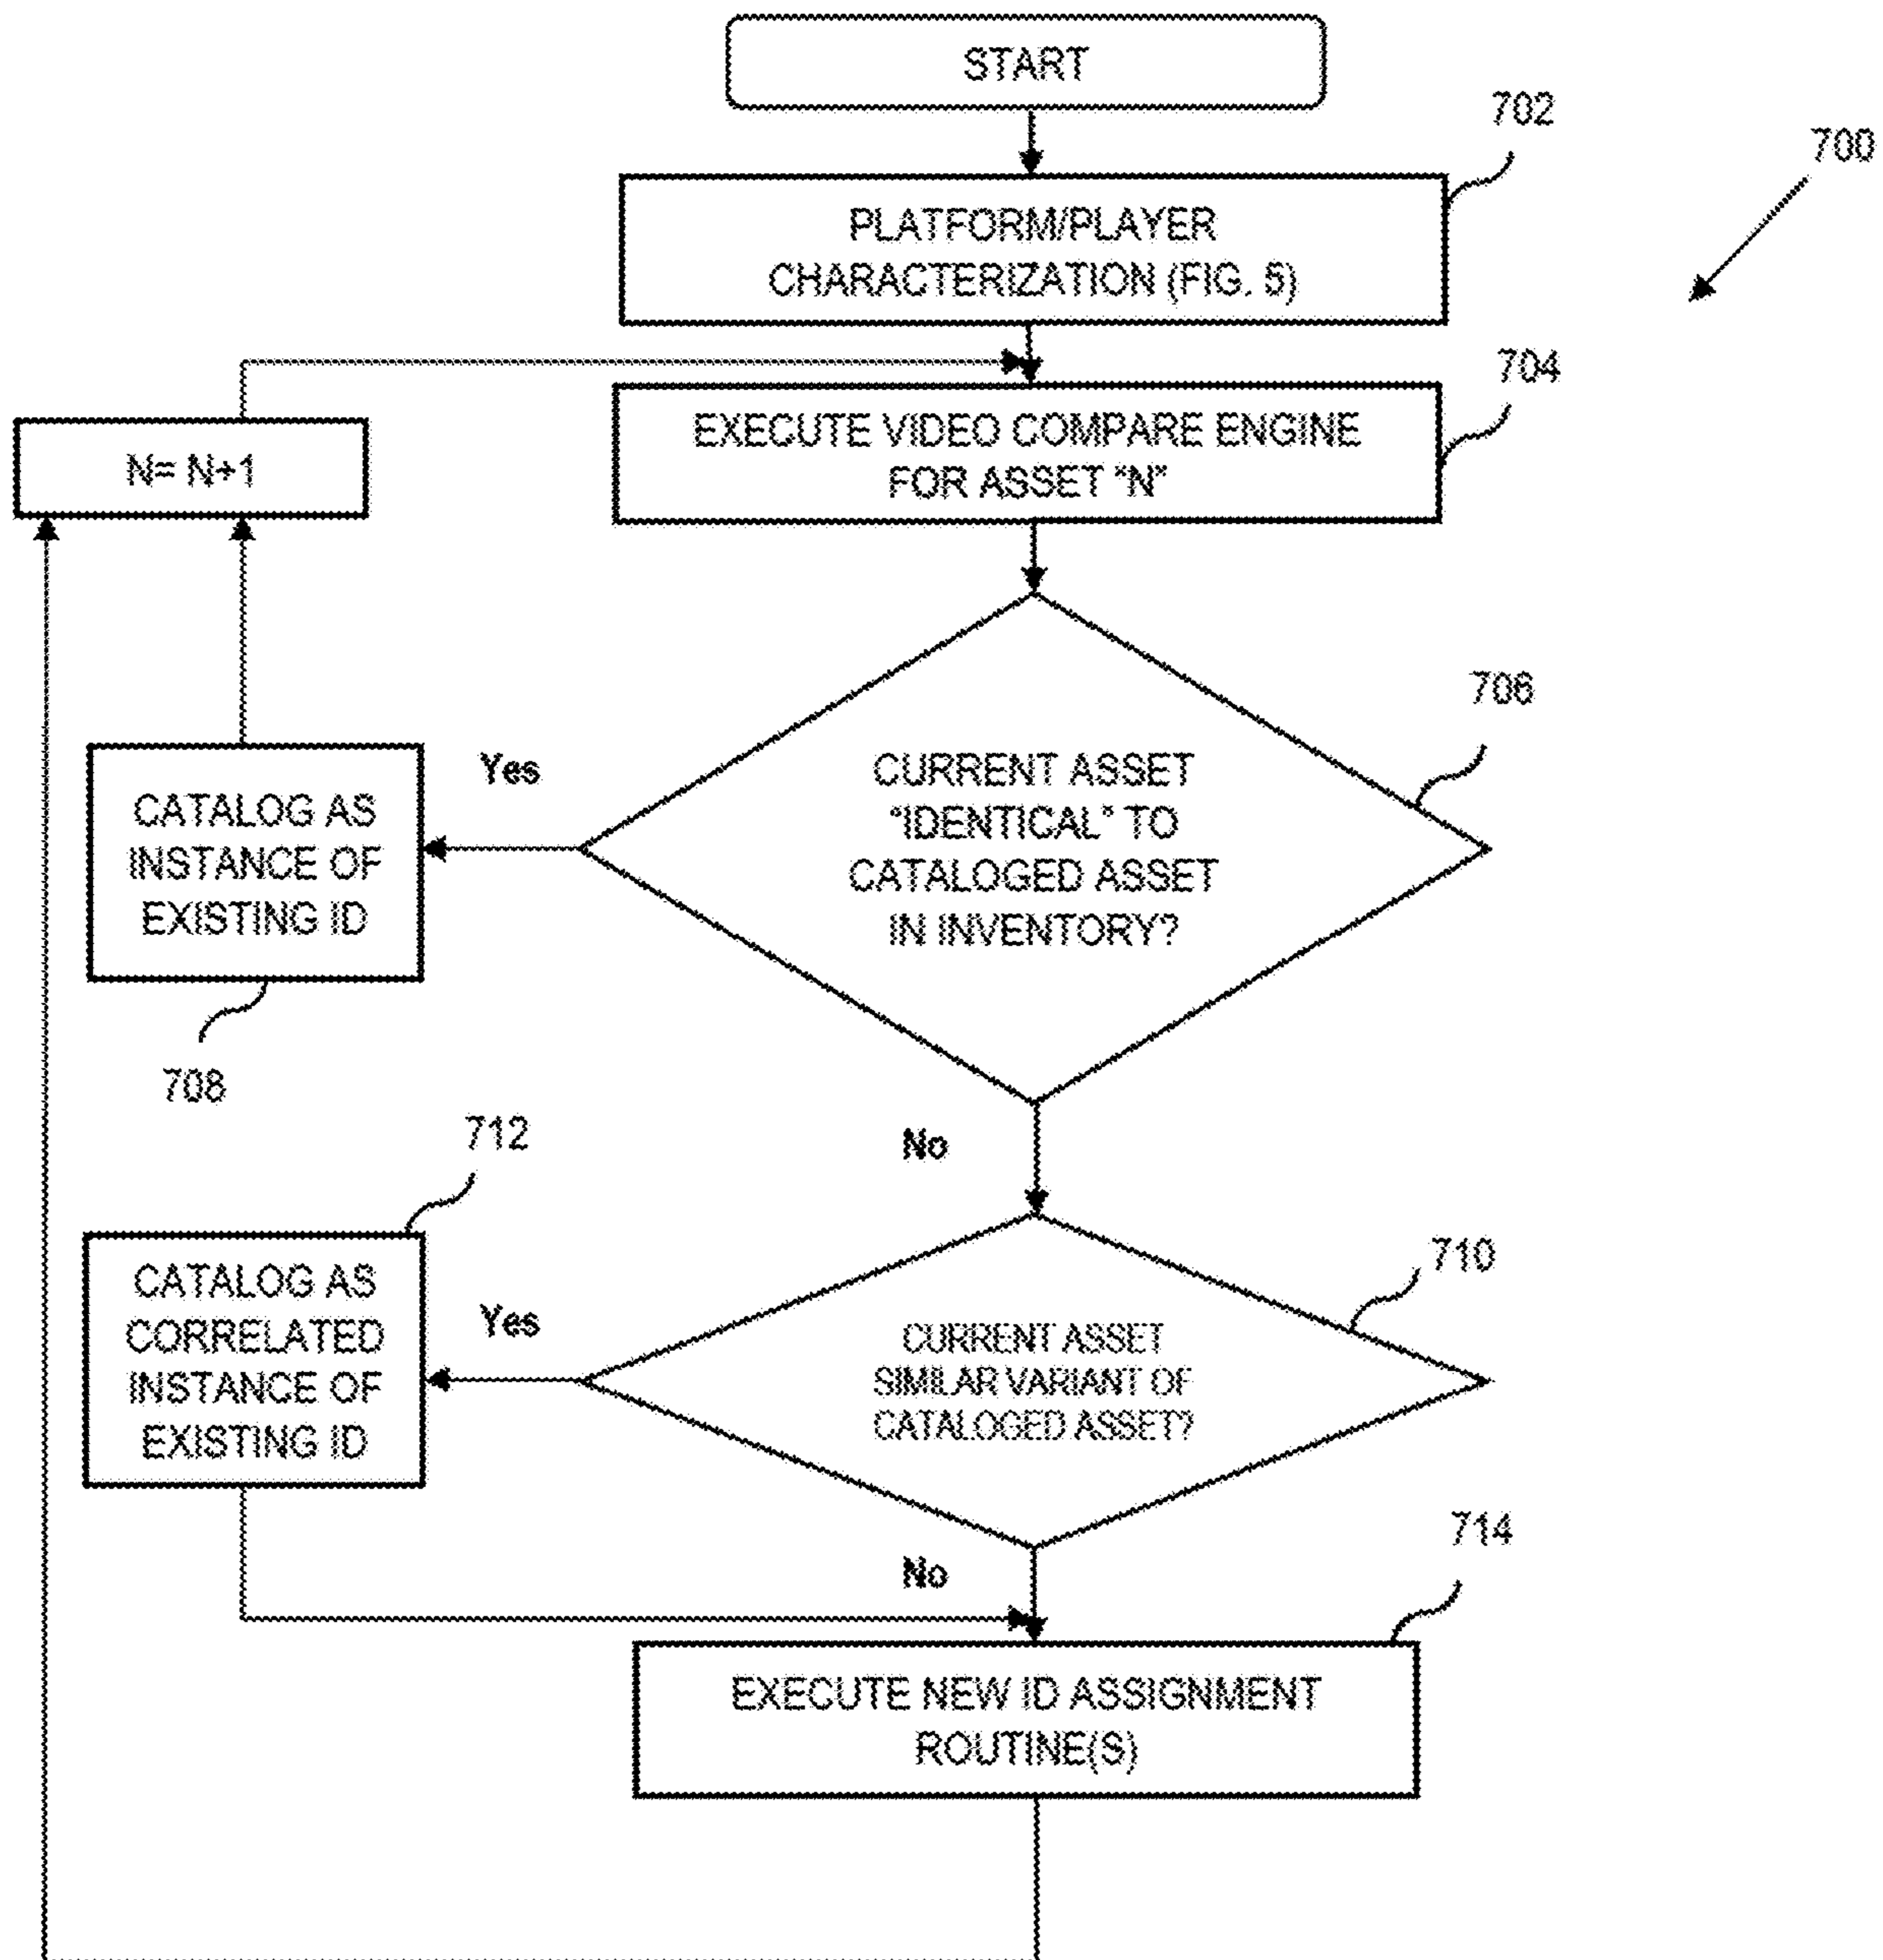 START
702
700
PLATFORM/PLAYER
CHARACTERIZATION (FIG. 5)
704
EXECUTE VIDEO COMPARE ENGINE
FOR ASSET "N"
N= N+1
706
CURRENT ASSET
"IDENTICAL" TO
CATALOGED ASSET
IN INVENTORY?
Yes
CATALOG AS
INSTANCE OF
EXISTING ID
708
No
712
710
CURRENT ASSET
SIMILAR VARIANT OF
CATALOGED ASSET?
Yes
CATALOG AS
CORRELATED
INSTANCE OF
EXISTING ID
No
714
EXECUTE NEW ID ASSIGNMENT
ROUTINE(S)